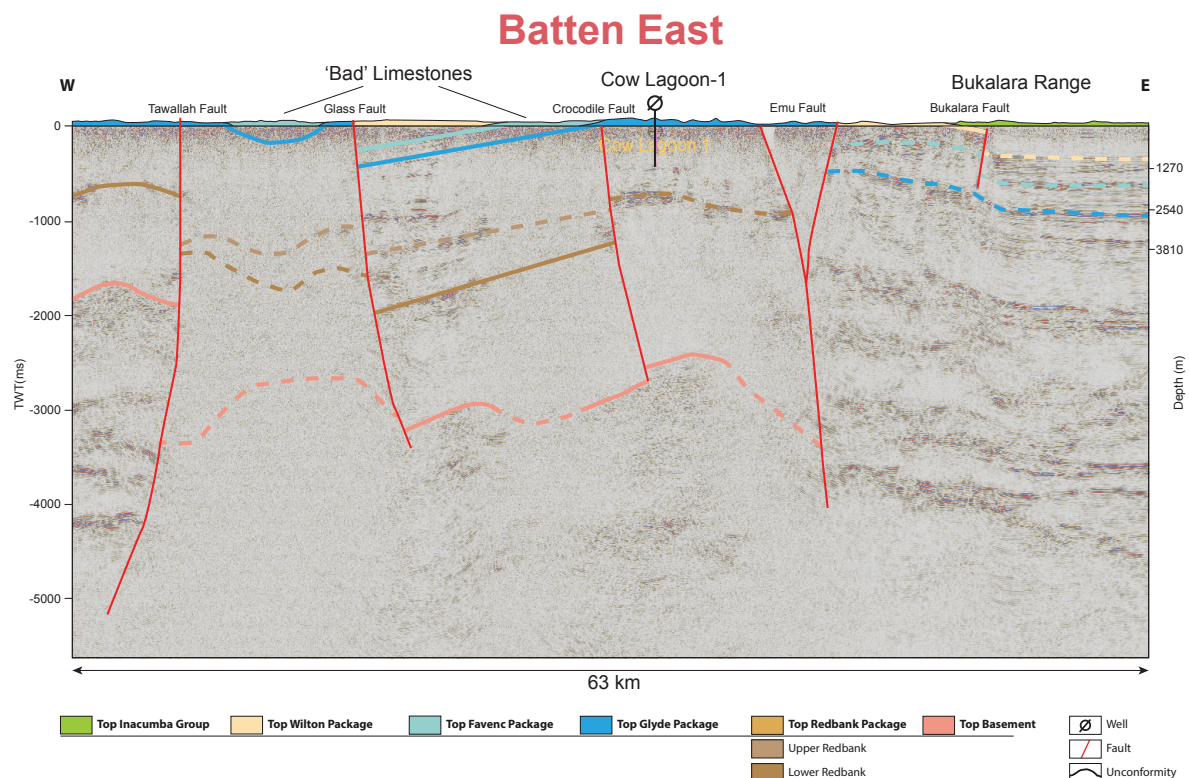 Batten East
W
'Bad' Limestones
Cow Lagoon-1
Bukalara Range
E
Tawallah Fault
Glass Fault
Crocodile Fault
Emu Fault
Bukalara Fault
Cow Lagoon 1
0
-1000
-2000
-3000
-4000
-5000
TWT(ms)
1270
2540
3810
Depth (m)
63 km
Top Inacumba Group
Top Wilton Package
Top Favenc Package
Top Glyde Package
Top Redbank Package
Top Basement
Well
Upper Redbank
Fault
Lower Redbank
Unconformity